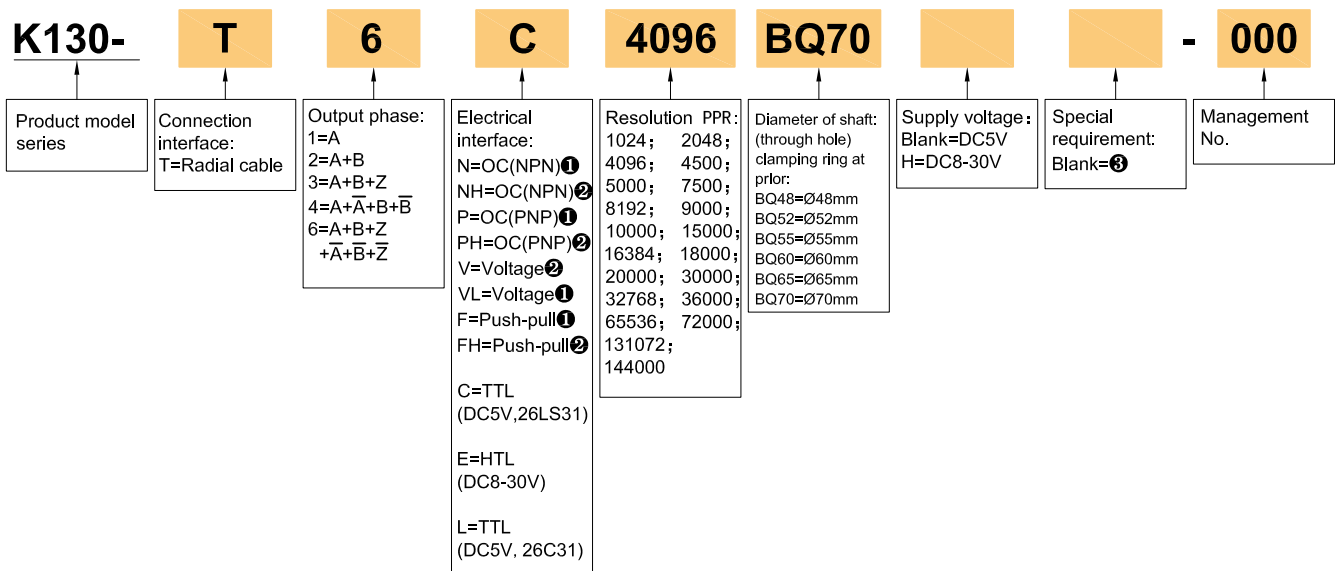 K130- T 6 C 4096 BQ70 - 000
Product model
series
Connection
interface:
T=Radial cable
Output phase:
1=A
2=A+B
3=A+B+Z
4=A+A̅+B+B̅
6=A+B+Z
+A̅+B̅+Z̅
Electrical
interface:
N=OC(NPN)❶
NH=OC(NPN)❷
P=OC(PNP)❶
PH=OC(PNP)❷
V=Voltage❷
VL=Voltage❶
F=Push-pull❶
FH=Push-pull❷
C=TTL
(DC5V,26LS31)
E=HTL
(DC8-30V)
L=TTL
(DC5V, 26C31)
Resolution PPR:
1024; 2048;
4096; 4500;
5000; 7500;
8192; 9000;
10000; 15000;
16384; 18000;
20000; 30000;
32768; 36000;
65536; 72000;
131072;
144000
Diameter of shaft:
(through hole)
clamping ring at
prior:
BQ48=Ø48mm
BQ52=Ø52mm
BQ55=Ø55mm
BQ60=Ø60mm
BQ65=Ø65mm
BQ70=Ø70mm
Supply voltage:
Blank=DC5V
H=DC8-30V
Special
requirement:
Blank=❸
Management
No.